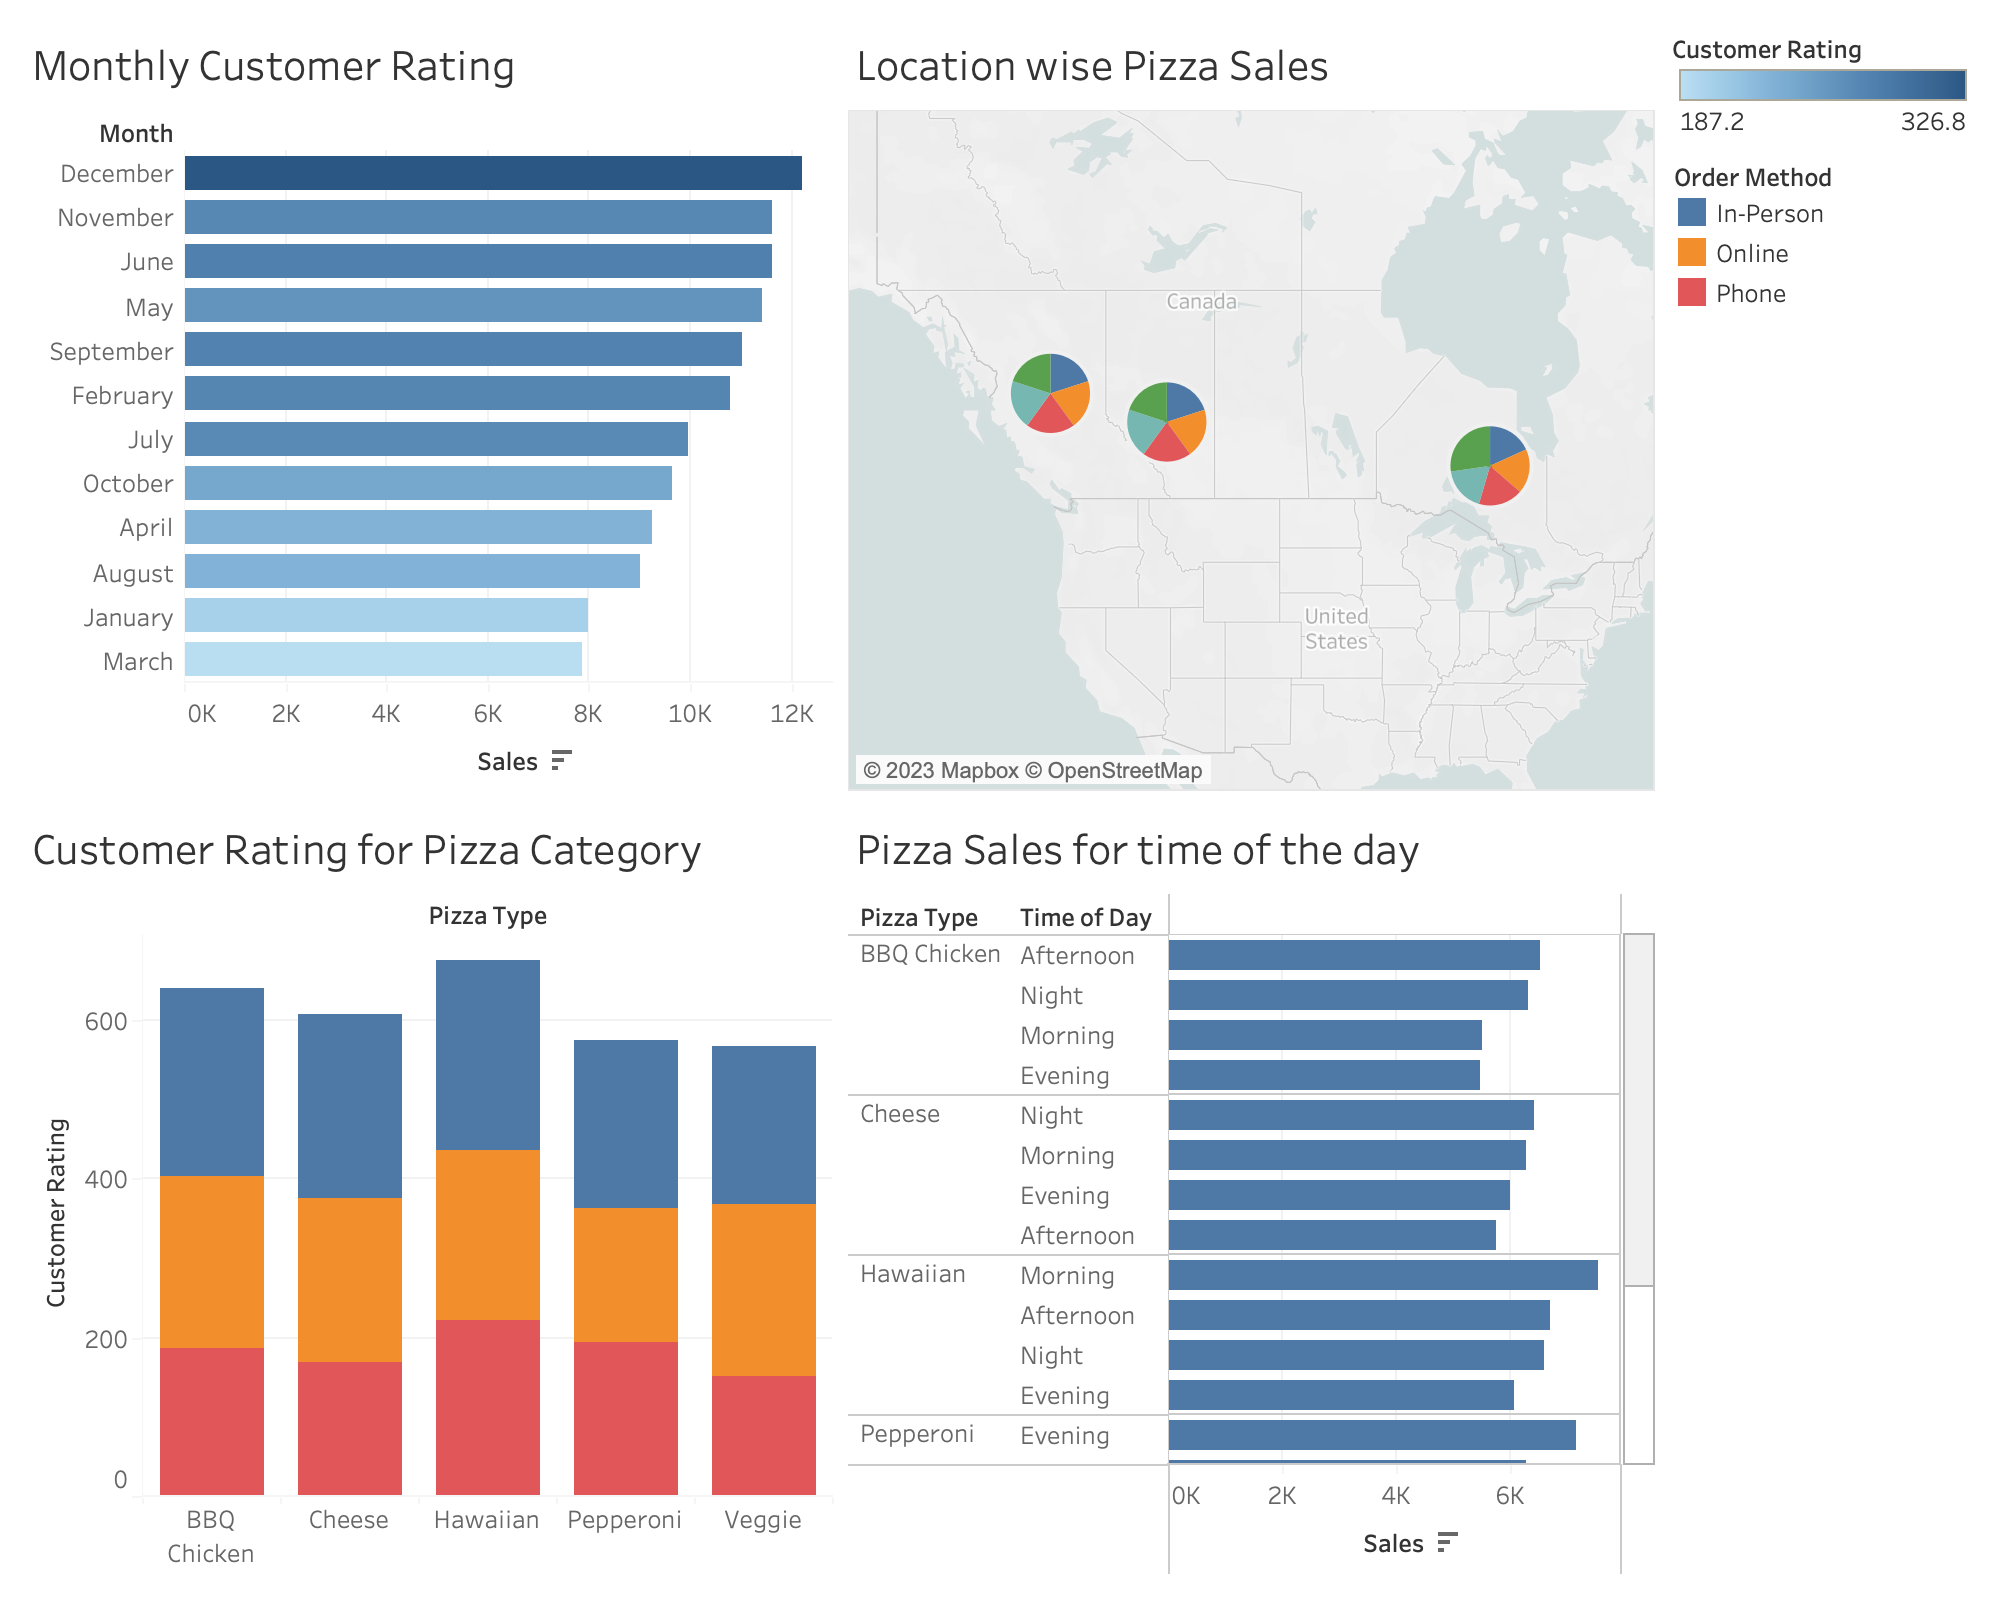 Monthly Customer Rating
Month
December
November
June
May
September
February
July
October
April
August
January
March
0K 2K 4K 6K 8K 10K 12K
Sales
Location wise Pizza Sales
Canada
United
States
© 2023 Mapbox © OpenStreetMap
Customer Rating
187.2 326.8
Order Method
In-Person
Online
Phone
Customer Rating for Pizza Category
Pizza Type
Customer Rating
600
400
200
0
BBQ
Chicken
Cheese
Hawaiian
Pepperoni
Veggie
Pizza Sales for time of the day
Pizza Type Time of Day
BBQ Chicken Afternoon
Night
Morning
Evening
Cheese Night
Morning
Evening
Afternoon
Hawaiian Morning
Afternoon
Night
Evening
Pepperoni Evening
0K 2K 4K 6K
Sales